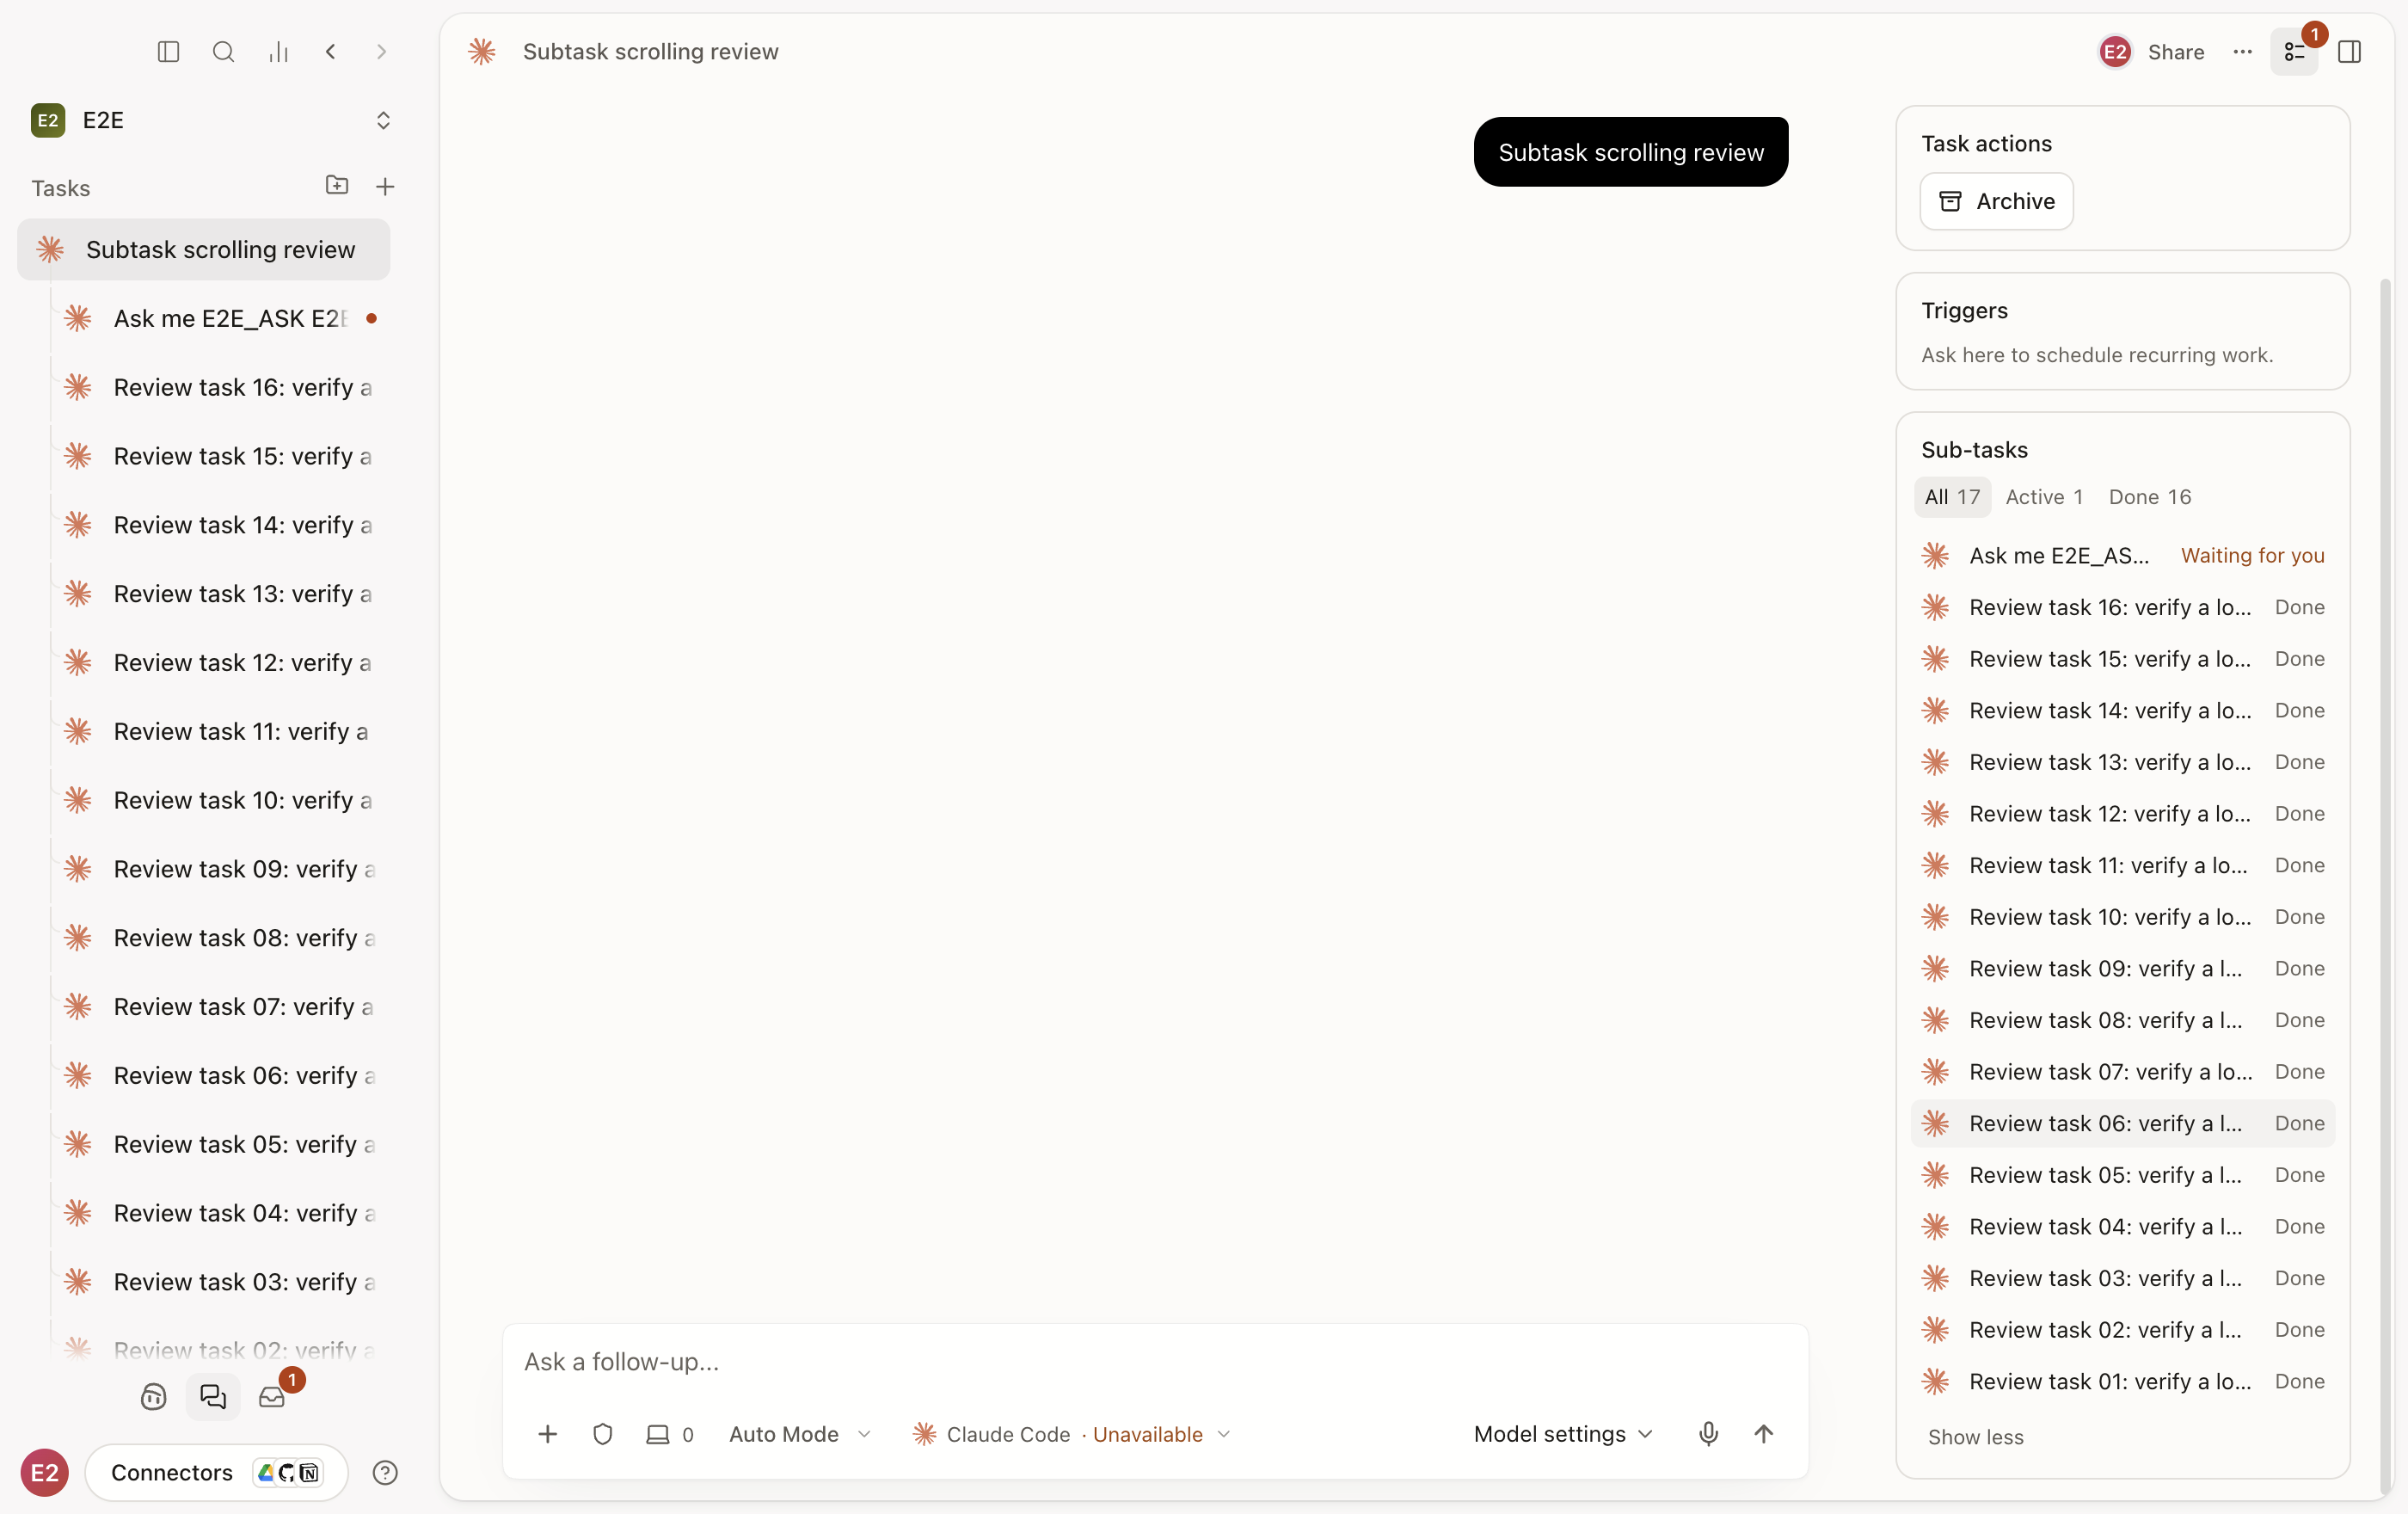 E2
E2E
Tasks
Subtask scrolling review
Ask me E2E_ASK E2E
Review task 16: verify a
Review task 15: verify a
Review task 14: verify a
Review task 13: verify a
Review task 12: verify a
Review task 11: verify a
Review task 10: verify a
Review task 09: verify a
Review task 08: verify a
Review task 07: verify a
Review task 06: verify a
Review task 05: verify a
Review task 04: verify a
Review task 03: verify a
Review task 02: verify a
1
E2
Connectors
Subtask scrolling review
E2
Share
1
Subtask scrolling review
Ask a follow-up...
0
Auto Mode
Claude Code · Unavailable
Model settings
Task actions
Archive
Triggers
Ask here to schedule recurring work.
Sub-tasks
All 17 Active 1 Done 16
Ask me E2E_AS... Waiting for you
Review task 16: verify a lo... Done
Review task 15: verify a lo... Done
Review task 14: verify a lo... Done
Review task 13: verify a lo... Done
Review task 12: verify a lo... Done
Review task 11: verify a lo... Done
Review task 10: verify a lo... Done
Review task 09: verify a l... Done
Review task 08: verify a l... Done
Review task 07: verify a lo... Done
Review task 06: verify a l... Done
Review task 05: verify a l... Done
Review task 04: verify a l... Done
Review task 03: verify a l... Done
Review task 02: verify a l... Done
Review task 01: verify a lo... Done
Show less